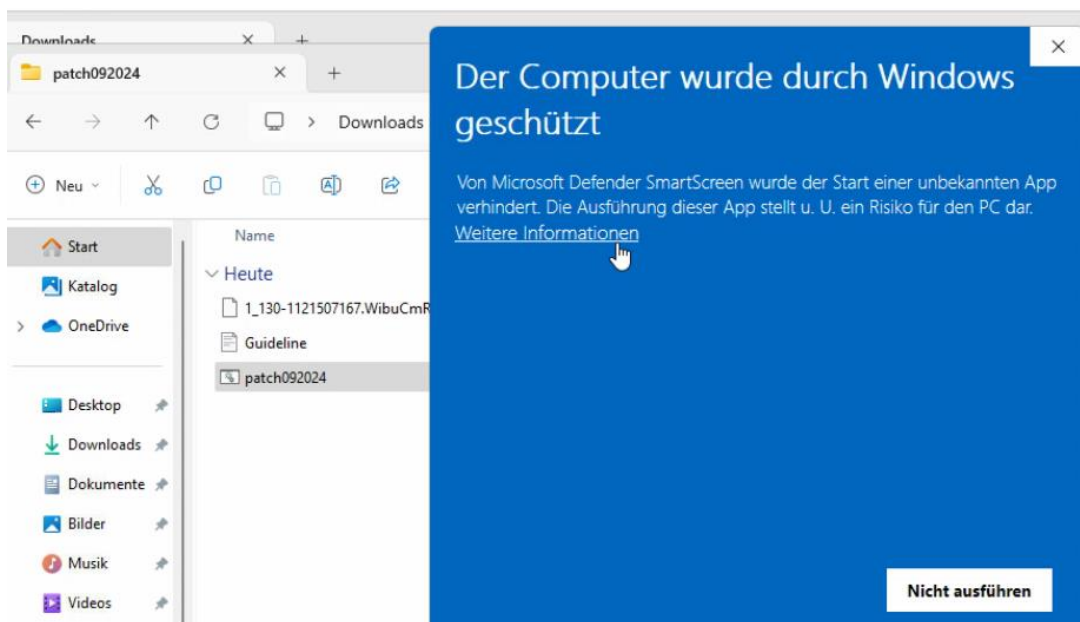 Downloads
patch092024
Downloads
Neu
Start
Katalog
OneDrive
Desktop
Downloads
Dokumente
Bilder
Musik
Videos
Name
Heute
1_130-1121507167.WibuCmR
Guideline
patch092024
Der Computer wurde durch Windows
geschützt
Von Microsoft Defender SmartScreen wurde der Start einer unbekannten App
verhindert. Die Ausführung dieser App stellt u. U. ein Risiko für den PC dar.
Weitere Informationen
Nicht ausführen